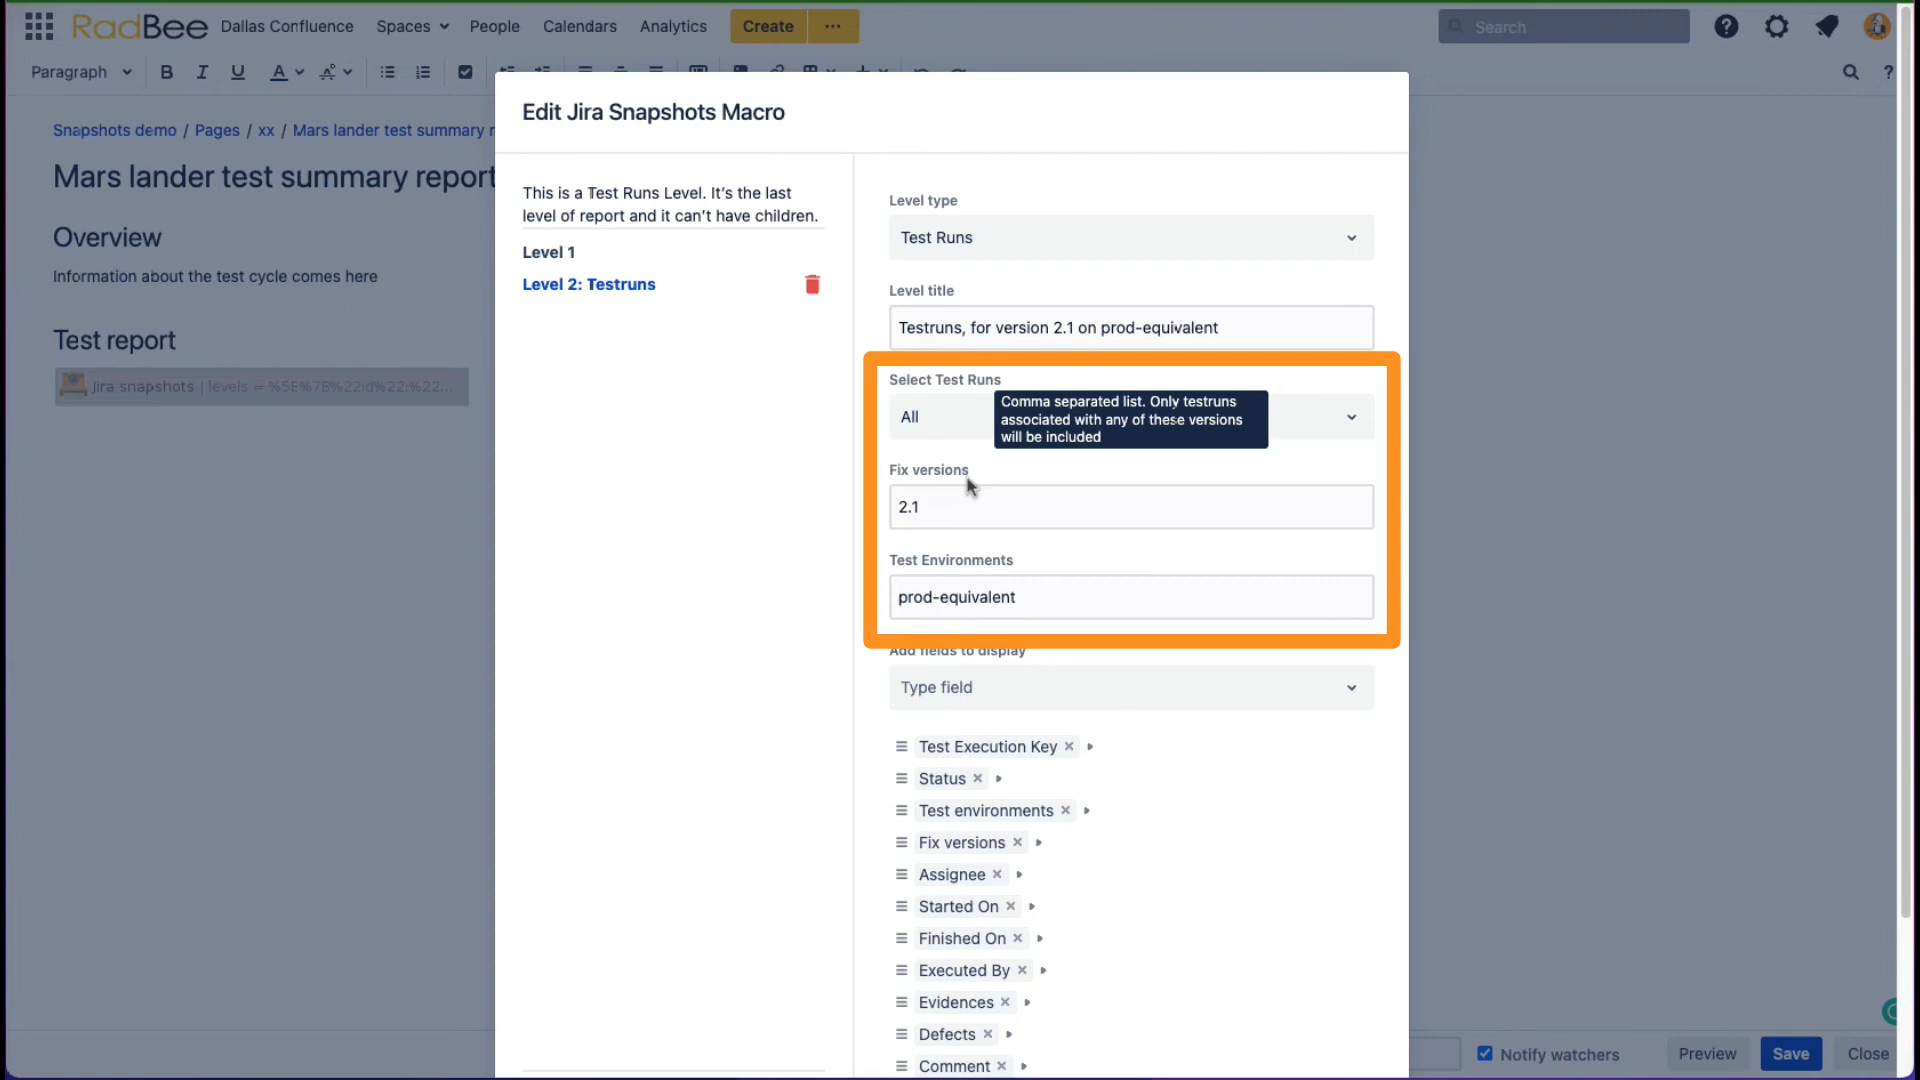 RadBee
Dallas Confluence
Spaces
People
Calendars
Analytics
Create
Search
Paragraph
B
I
U
A
Snapshots demo / Pages / xx / Mars lander test summary r
Mars lander test summary report
Overview
Information about the test cycle comes here
Test report
Jira snapshots | levels = %5B%7B%22id%22:%22...
Edit Jira Snapshots Macro
This is a Test Runs Level. It's the last
level of report and it can't have children.
Level 1
Level 2: Testruns
Level type
Test Runs
Level title
Testruns, for version 2.1 on prod-equivalent
Select Test Runs
All
Comma separated list. Only testruns
associated with any of these versions
will be included
Fix versions
2.1
Test Environments
prod-equivalent
Add fields to display
Type field
Test Execution Key
Status
Test environments
Fix versions
Assignee
Started On
Finished On
Executed By
Evidences
Defects
Comment
Notify watchers
Preview
Save
Close